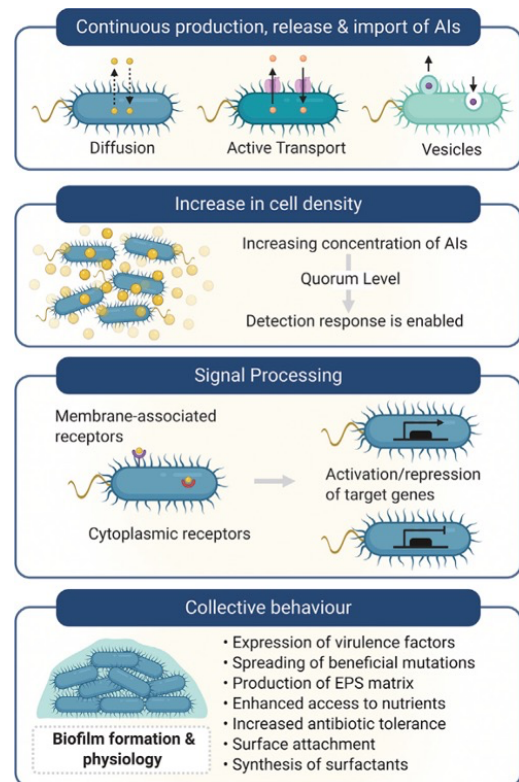 Continuous production, release & import of AIs
Diffusion
Active Transport
Vesicles
Increase in cell density
Increasing concentration of AIs
Quorum Level
Detection response is enabled
Signal Processing
Membrane-associated
receptors
Cytoplasmic receptors
Activation/repression
of target genes
Collective behaviour
Biofilm formation &
physiology
• Expression of virulence factors
• Spreading of beneficial mutations
• Production of EPS matrix
• Enhanced access to nutrients
• Increased antibiotic tolerance
• Surface attachment
• Synthesis of surfactants